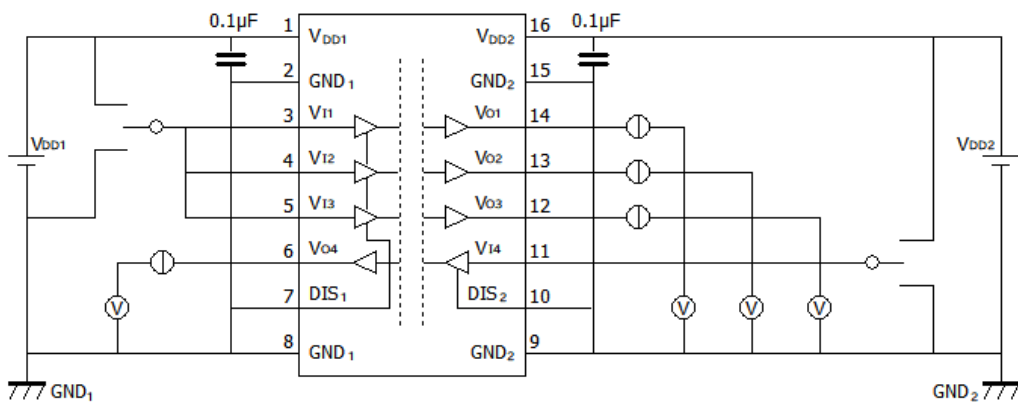 0.1μF
1
VDD1
VDD2
16
0.1μF
2
GND1
GND2
15
3
VI1
VO1
14
VDD1
VDD2
4
VI2
VO2
13
5
VI3
VO3
12
6
VO4
VI4
11
7
DIS1
DIS2
10
V
V
V
V
8
GND1
GND2
9
GND1
GND2